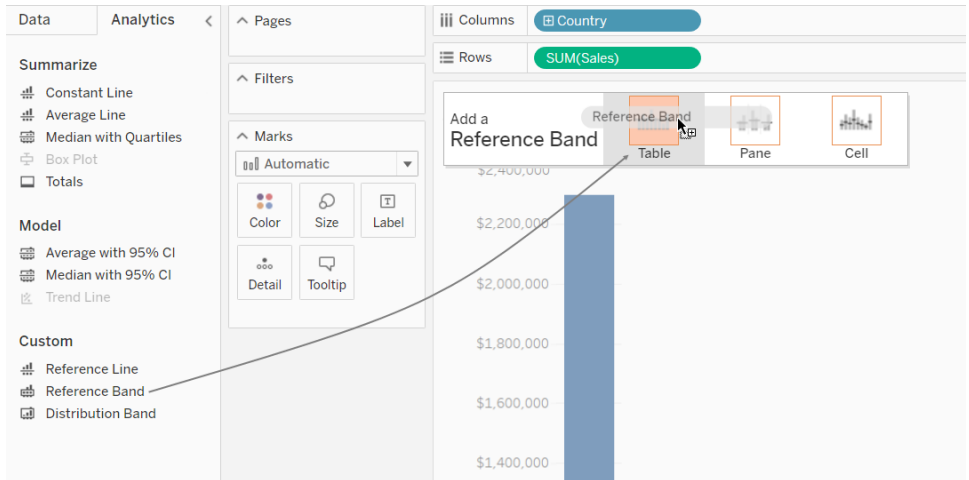 Data
Analytics
Summarize
Constant Line
Average Line
Median with Quartiles
Box Plot
Totals
Model
Average with 95% CI
Median with 95% CI
Trend Line
Custom
Reference Line
Reference Band
Distribution Band
Pages
Filters
Marks
Automatic
Color
Size
Label
Detail
Tooltip
Columns
Country
Rows
SUM(Sales)
Add a
Reference Band
Reference Band
Table
Pane
Cell
$2,400,000
$2,200,000
$2,000,000
$1,800,000
$1,600,000
$1,400,000